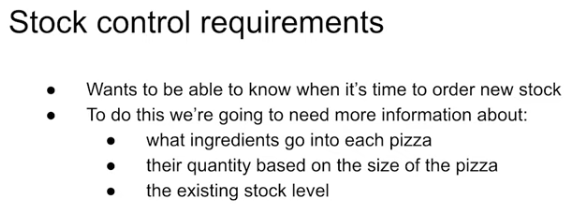 Stock control requirements
● Wants to be able to know when it's time to order new stock
● To do this we're going to need more information about:
● what ingredients go into each pizza
● their quantity based on the size of the pizza
● the existing stock level